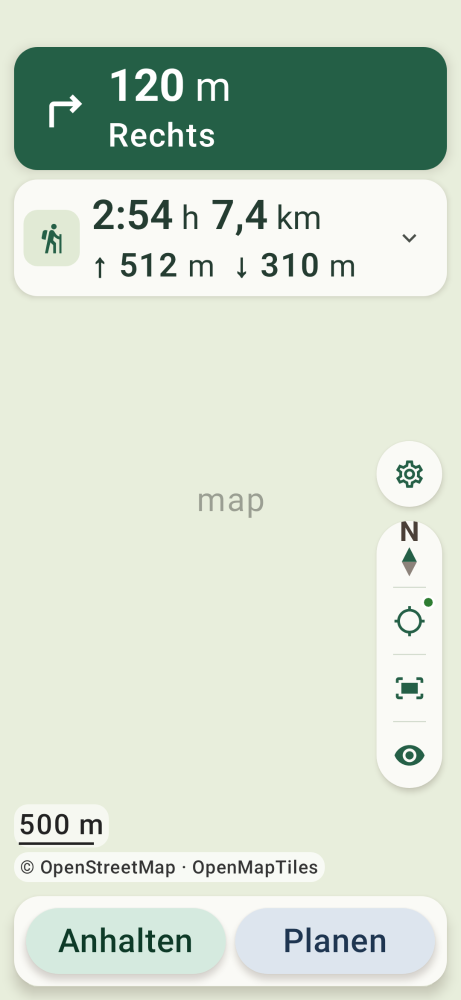 120 m
Rechts
2:54 h 7,4 km
↑ 512 m ↓ 310 m
map
N
500 m
© OpenStreetMap · OpenMapTiles
Anhalten
Planen